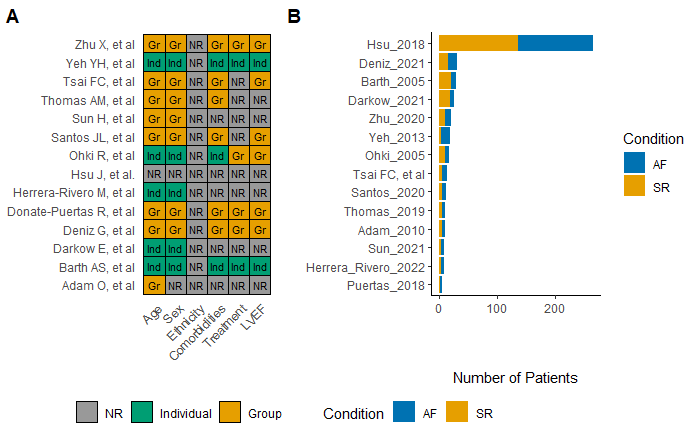 A
Zhu X, et al Gr Gr NR Gr Gr Gr
Yeh YH, et al Ind Ind NR Ind Ind Ind
Tsai FC, et al Gr Gr NR Gr NR Gr
Thomas AM, et al Gr Gr NR Gr NR NR
Sun H, et al Gr Gr NR NR NR NR
Santos JL, et al Gr Gr NR Gr NR Gr
Ohki R, et al Ind Ind NR Ind Gr Gr
Hsu J, et al. NR NR NR NR NR NR
Herrera-Rivero M, et al Ind Ind NR NR NR NR
Donate-Puertas R, et al Gr Gr NR Gr Gr Gr
Deniz G, et al Gr Gr NR Gr Gr Gr
Darkow E, et al Ind Ind NR NR NR NR
Barth AS, et al Ind Ind NR Ind Ind Ind
Adam O, et al Gr NR NR NR NR NR
Age Sex Ethnicity Comorbidities Treatment LVEF
NR Individual Group
B
Hsu_2018
Deniz_2021
Barth_2005
Darkow_2021
Zhu_2020
Yeh_2013
Ohki_2005
Tsai FC, et al
Santos_2020
Thomas_2019
Adam_2010
Sun_2021
Herrera_Rivero_2022
Puertas_2018
0 100 200
Number of Patients
Condition
AF
SR
Condition AF SR